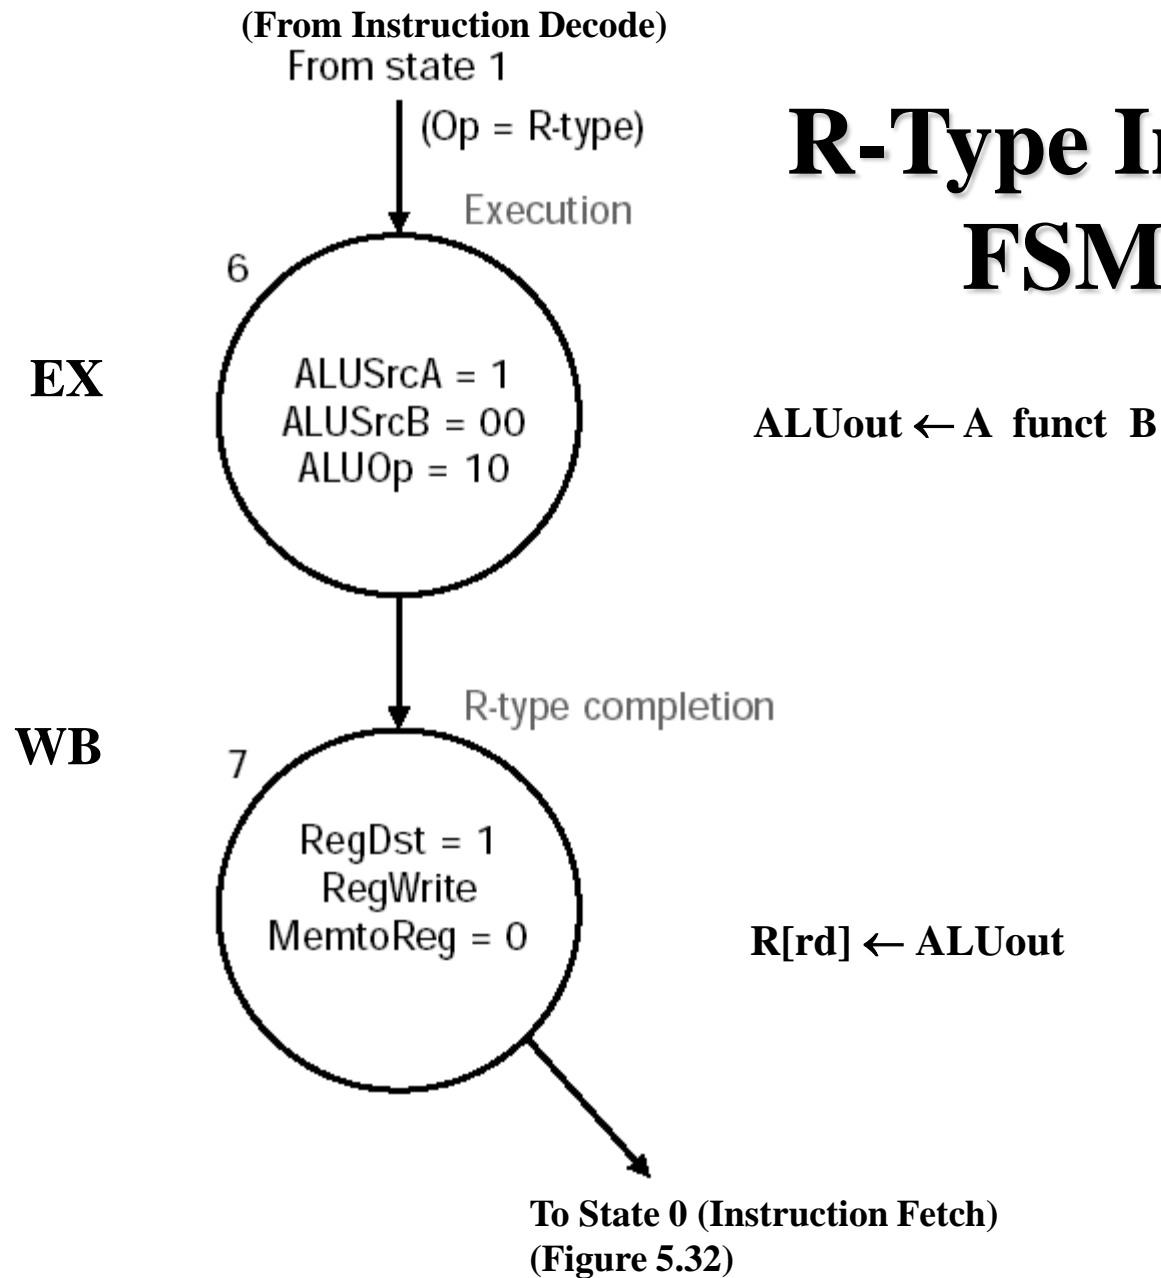 (From Instruction Decode)
From state 1
(Op = R-type)
R-Type
FSM
Execution
6
EX
ALUSrcA = 1
ALUSrcB = 00
ALUOp = 10
ALUout ← A funct B
R-type completion
WB
7
RegDst = 1
RegWrite
MemtoReg = 0
R[rd] ← ALUout
To State 0 (Instruction Fetch)
(Figure 5.32)